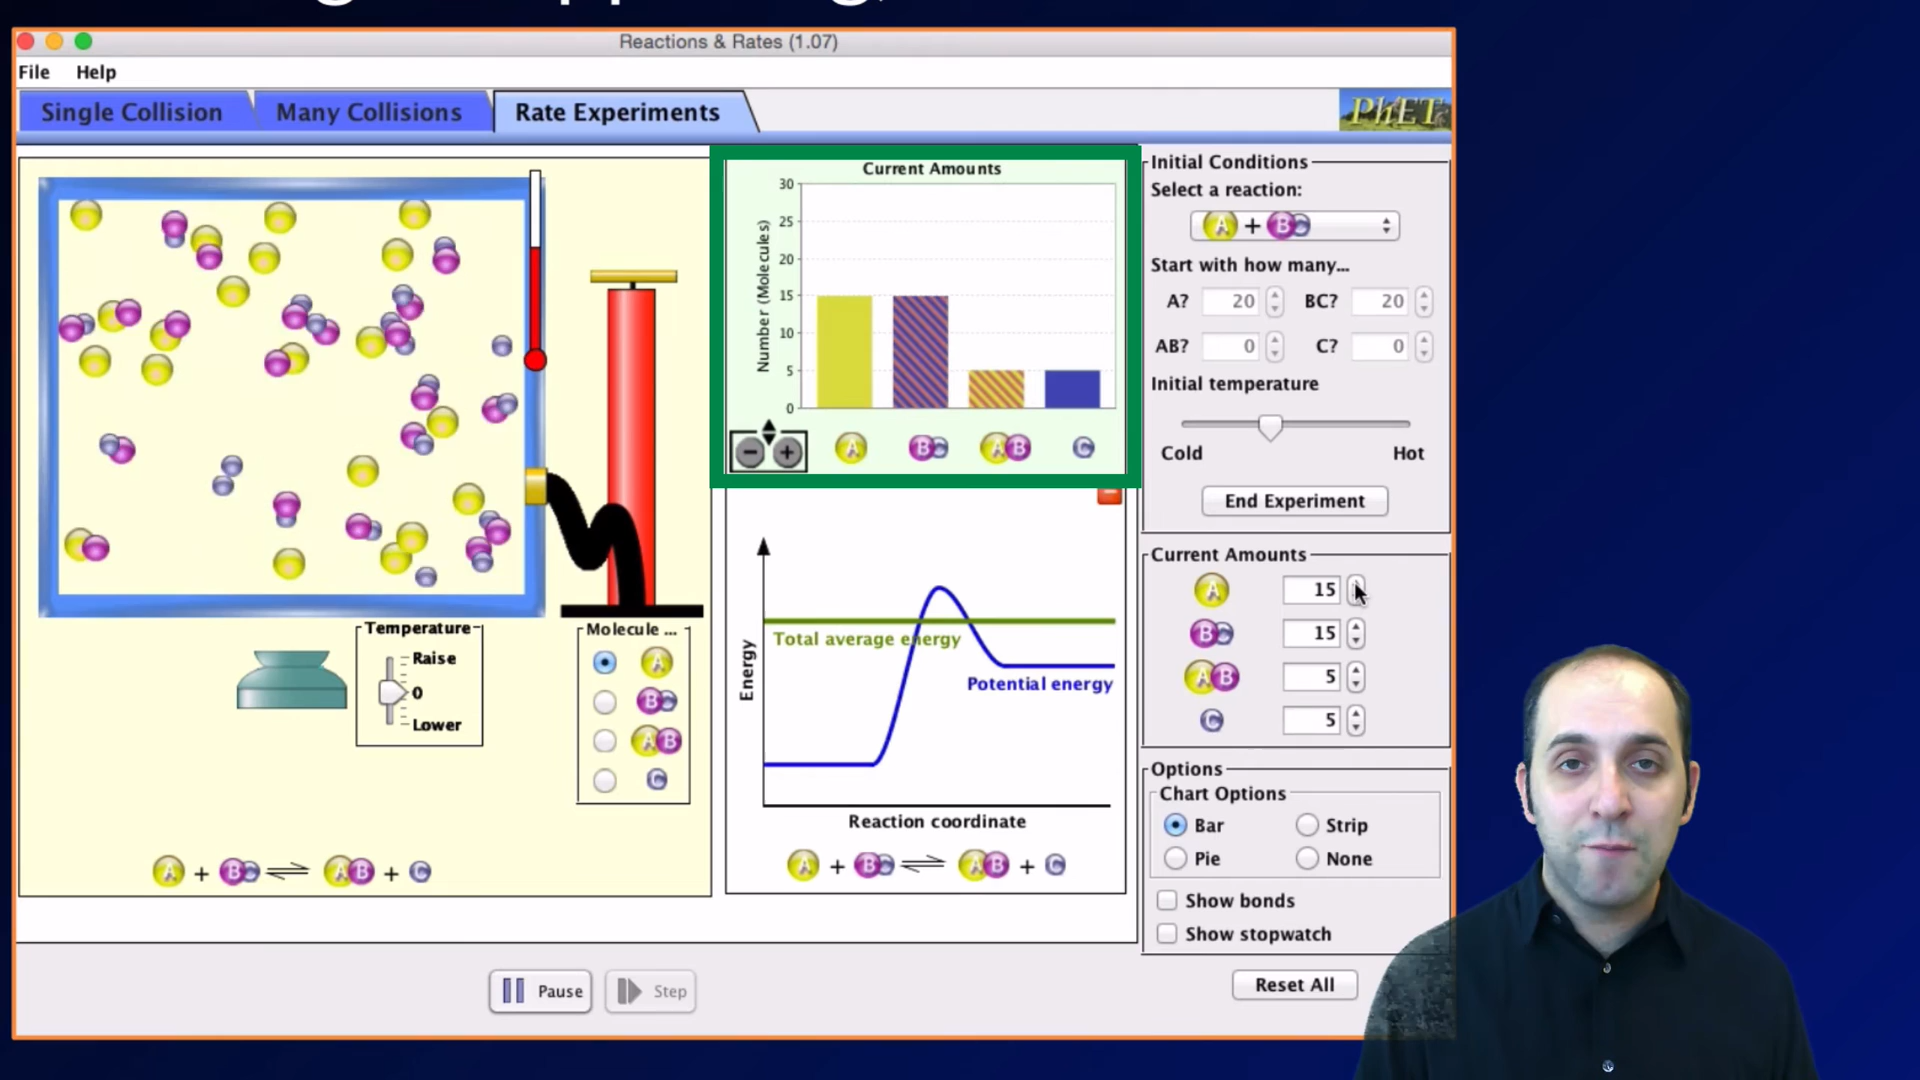 Reactions & Rates (1.07)
File Help
Single Collision Many Collisions Rate Experiments
PhET
Current Amounts
Number (Molecules)
30
25
20
15
10
5
0
A BC AB C
Energy
Total average energy
Potential energy
Reaction coordinate
A + BC ⇌ AB + C
Temperature
Raise
0
Lower
Molecule ...
A
BC
AB
C
A + BC ⇌ AB + C
Pause Step
Initial Conditions
Select a reaction:
A + BC
Start with how many...
A? 20 BC? 20
AB? 0 C? 0
Initial temperature
Cold Hot
End Experiment
Current Amounts
A 15
BC 15
AB 5
C 5
Options
Chart Options
Bar Strip
Pie None
Show bonds
Show stopwatch
Reset All